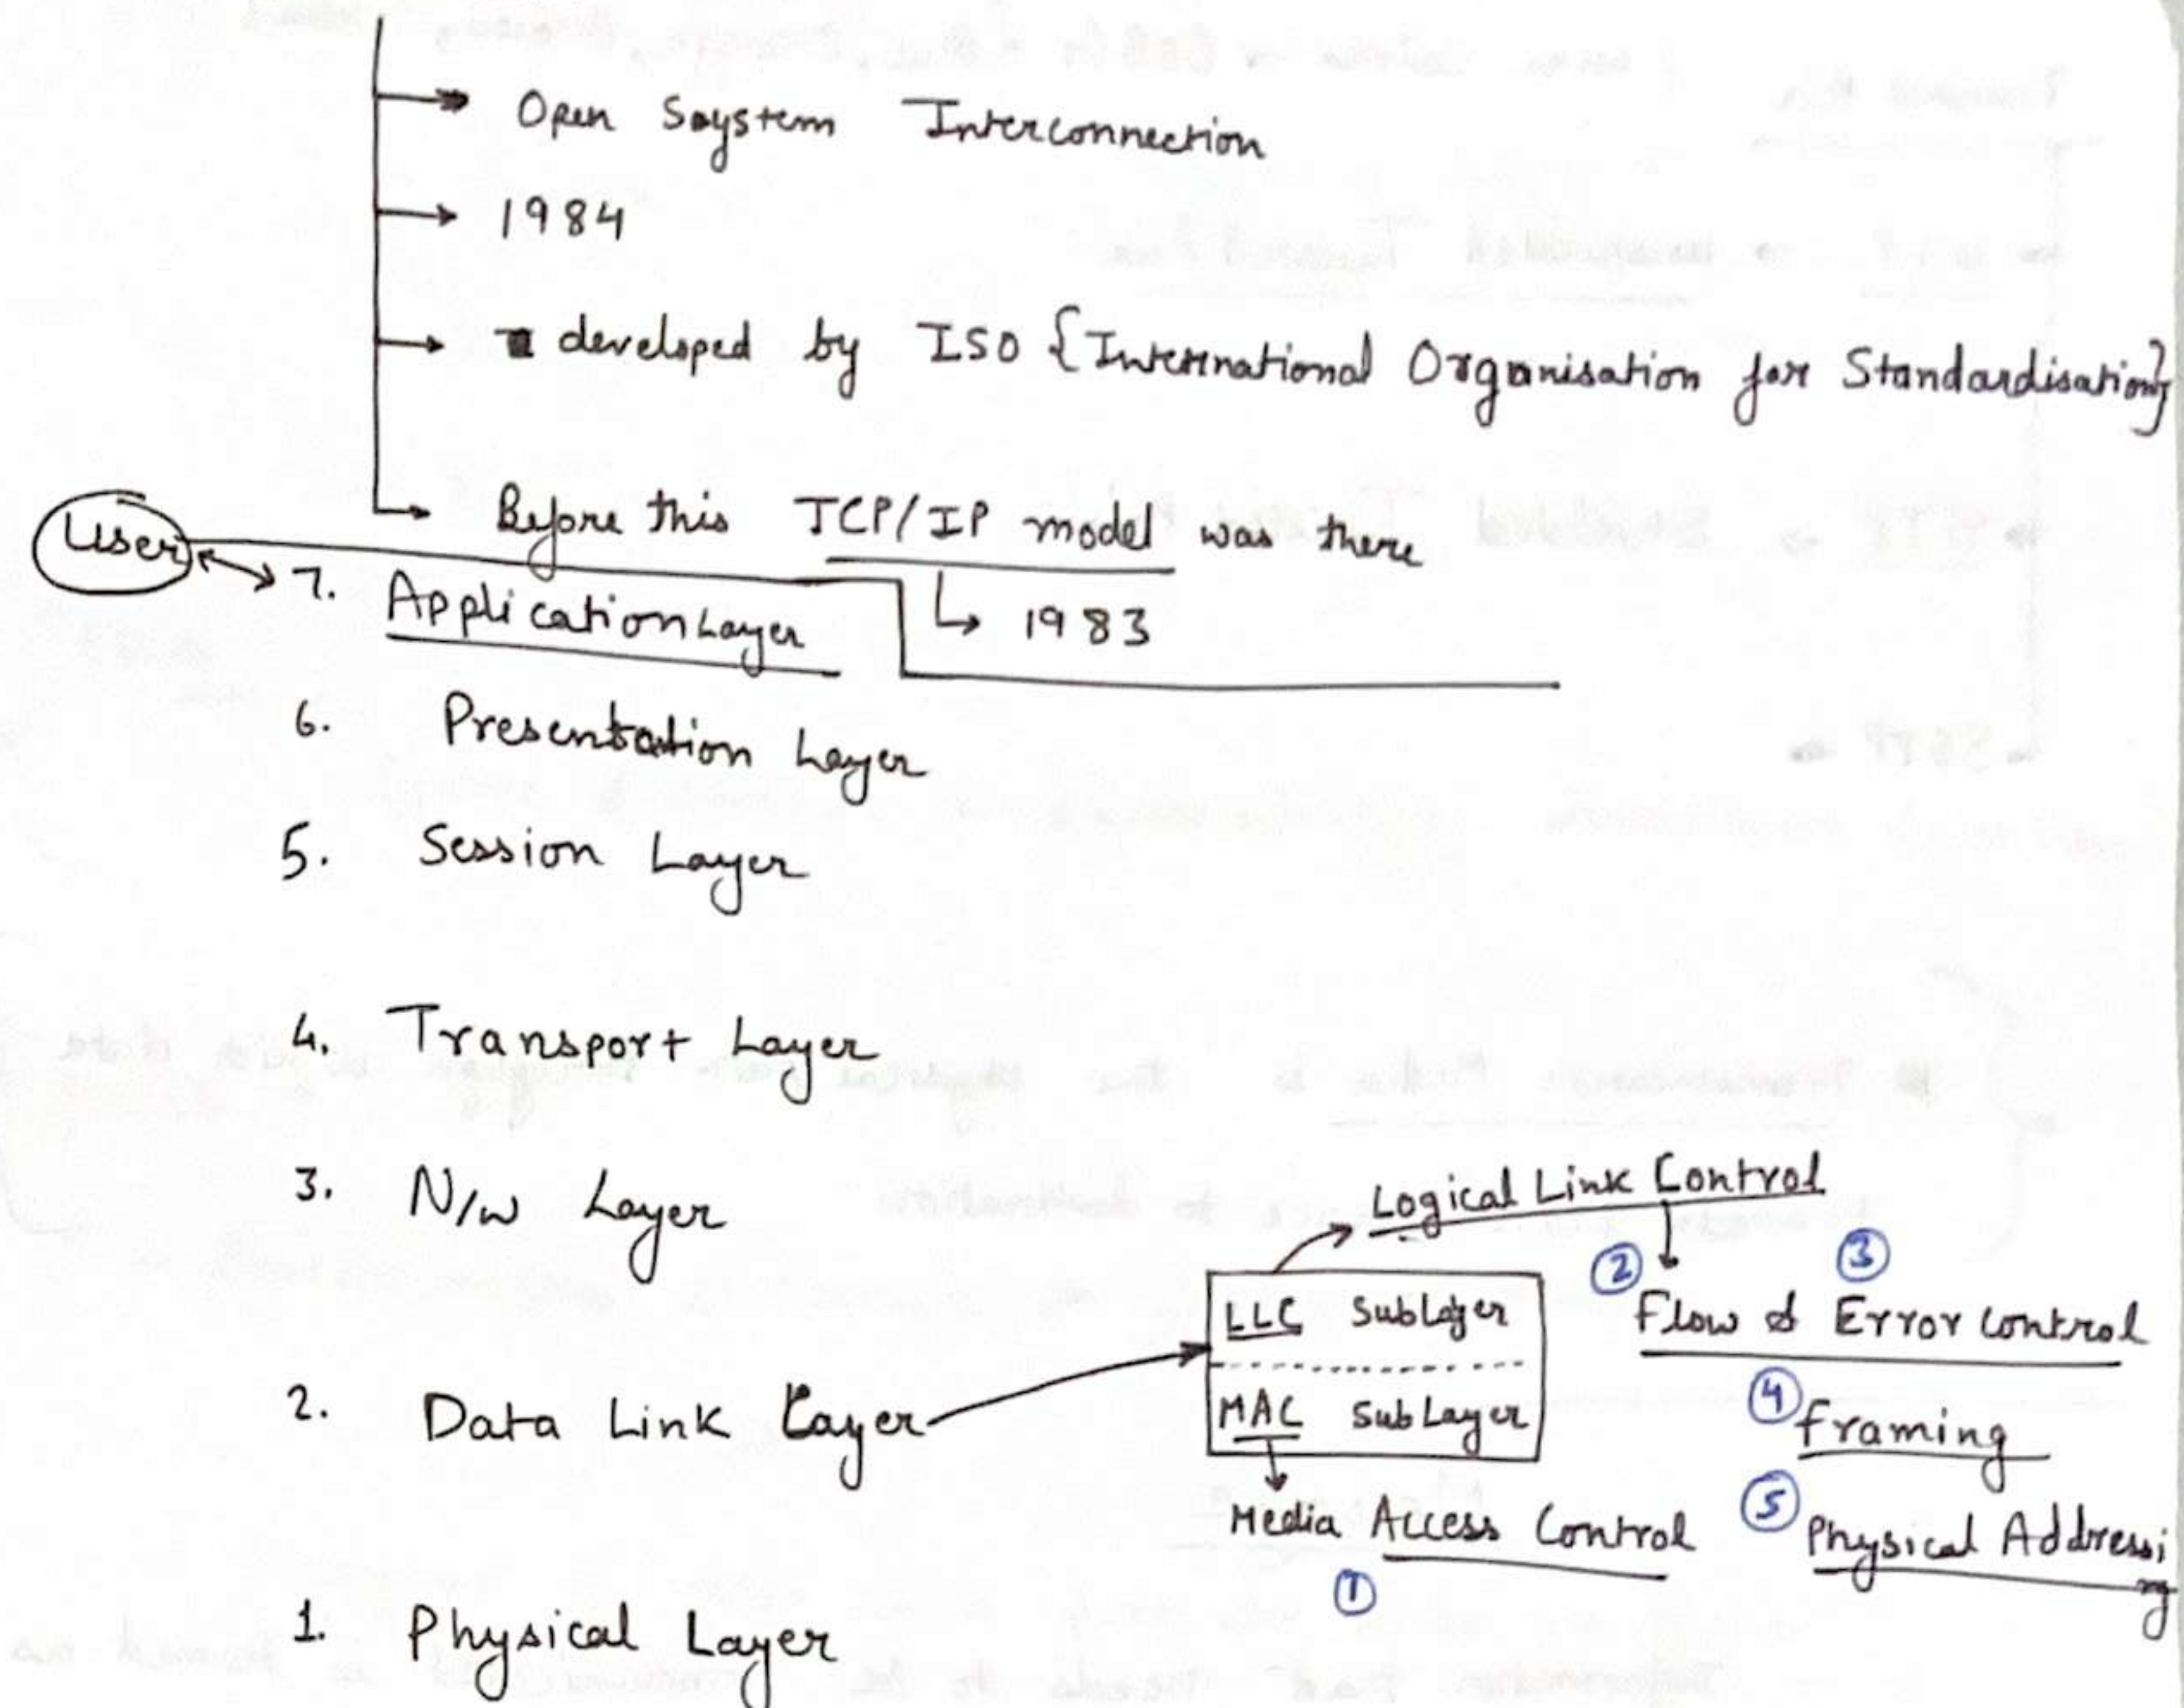 Open Soystem Interconnection
1984
developed by ISO {International Organisation for Standardisation}
Before this TCP/IP model was there
1983
User
7. Application Layer
6. Presentation Layer
5. Session Layer
4. Transport Layer
3. N/w Layer
Logical Link Control
LLC SubLayer
② Flow & ③ Error control
2. Data Link Layer
MAC SubLayer
④ framing
Media Access Control
①
⑤ Physical Addressing
1. Physical Layer